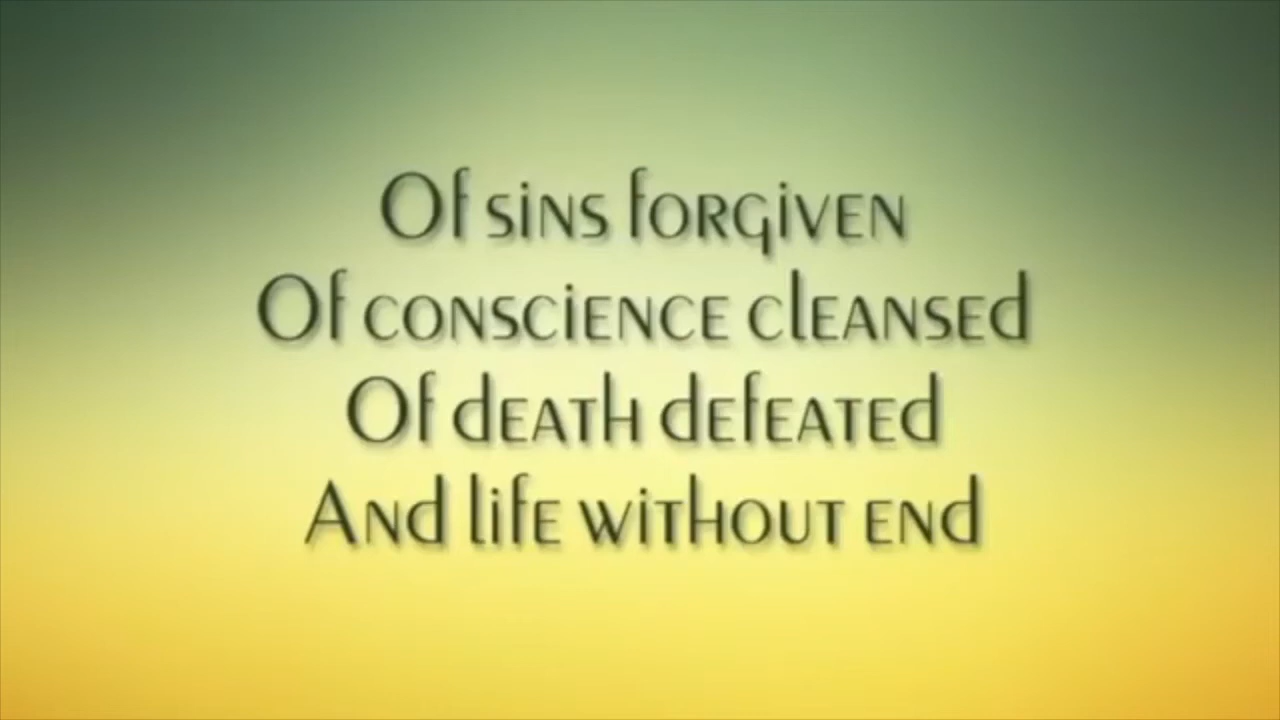 Of sins forgiven
Of conscience cleansed
Of death defeated
And life without end